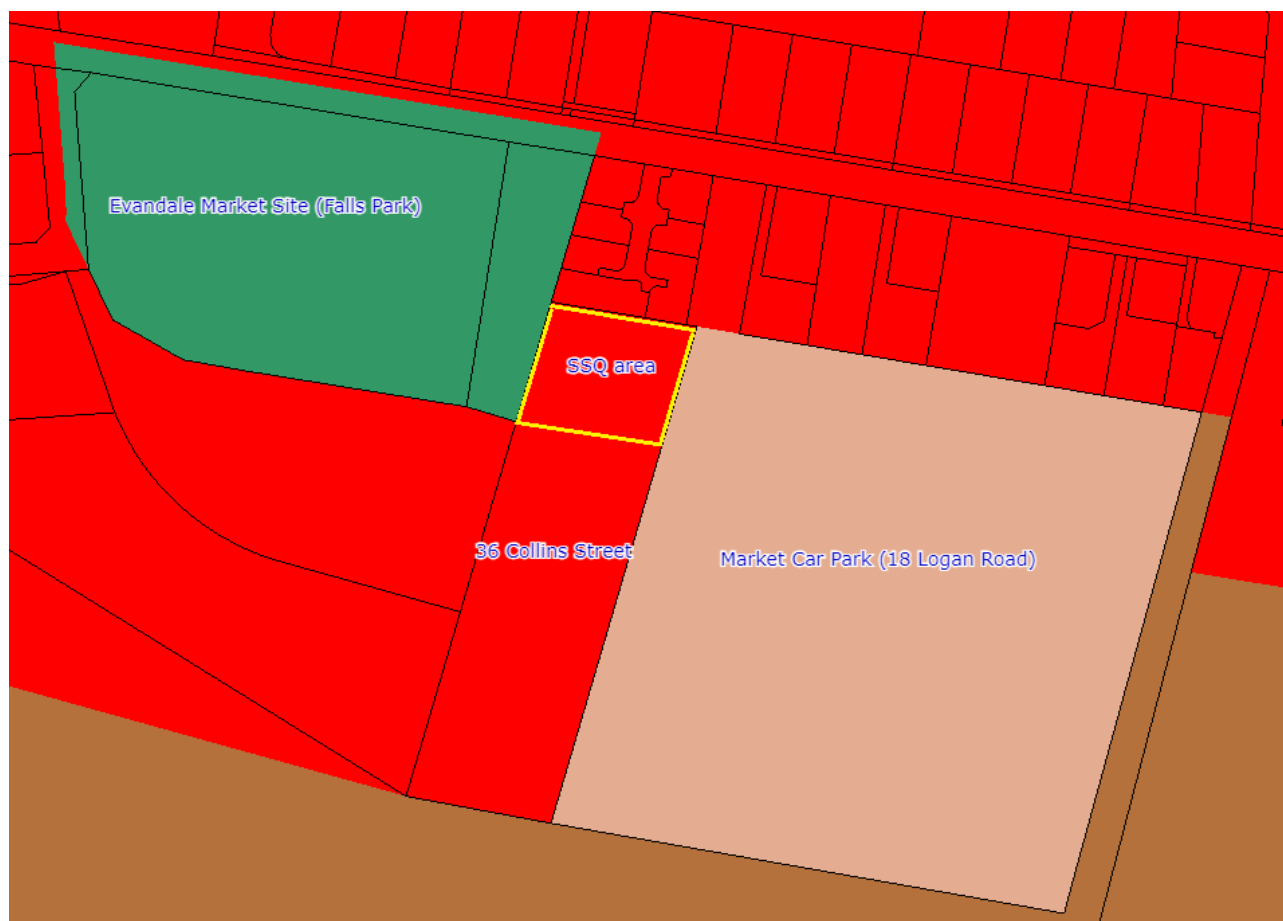 Evandale Market Site (Falls Park)
SSQ area
36 Collins Street
Market Car Park (18 Logan Road)